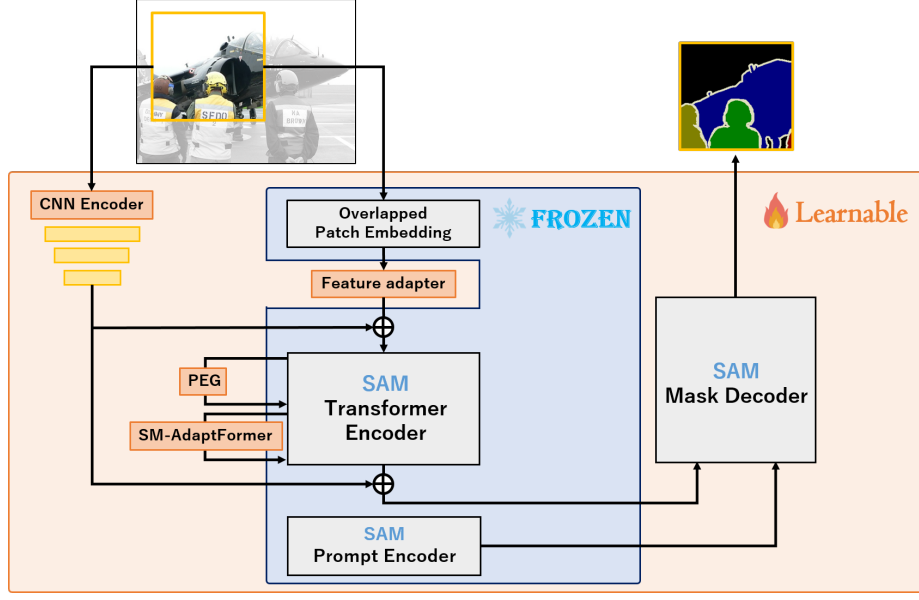 SFDO
CNN Encoder
Overlapped
Patch Embedding
FROZEN
Learnable
Feature adapter
PEG
SM-AdaptFormer
SAM
Transformer
Encoder
SAM
Mask Decoder
SAM
Prompt Encoder